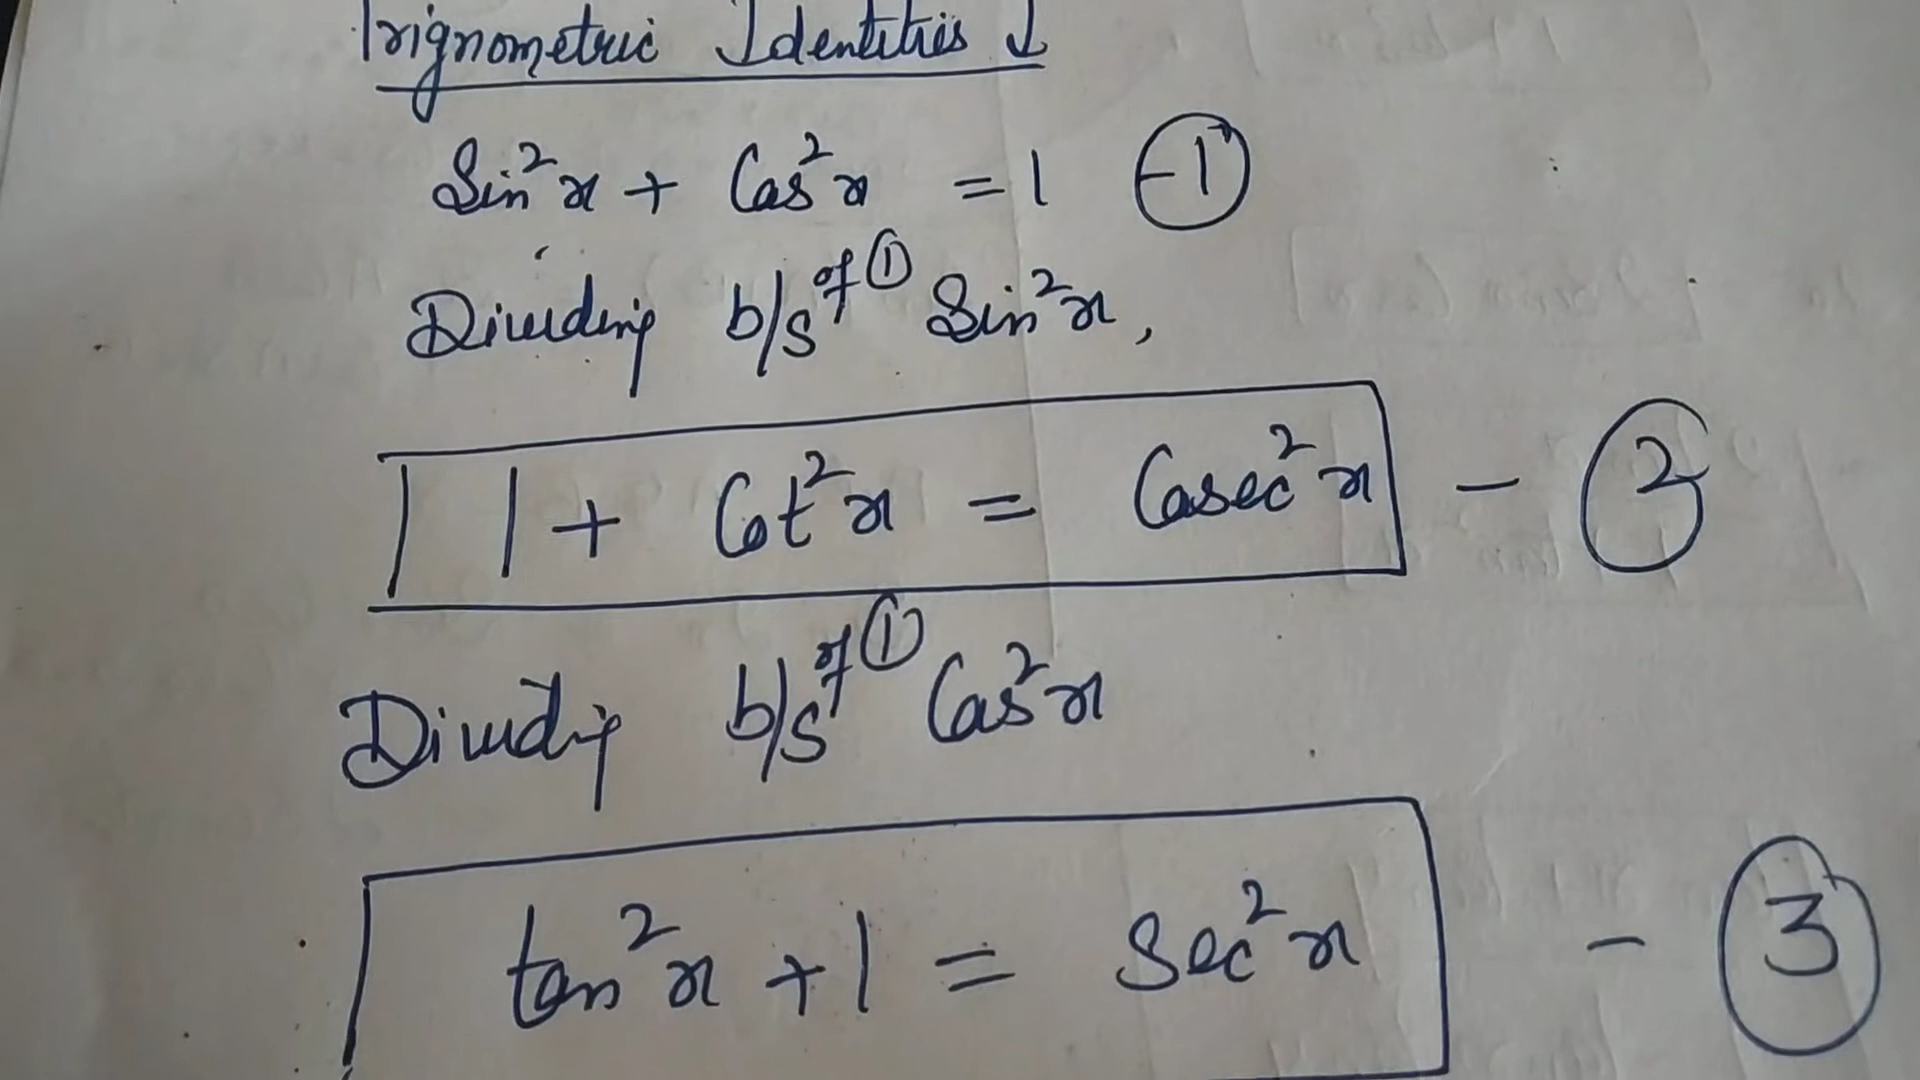 Trignometric Identities ↓
Sin²x + Cos²x = 1 -1
Dividing b/s of ① Sin²x,
1 + Cot²x = Cosec²x - ②
Dividing b/s of ① Cos²x
tan²x + 1 = Sec²x - ③